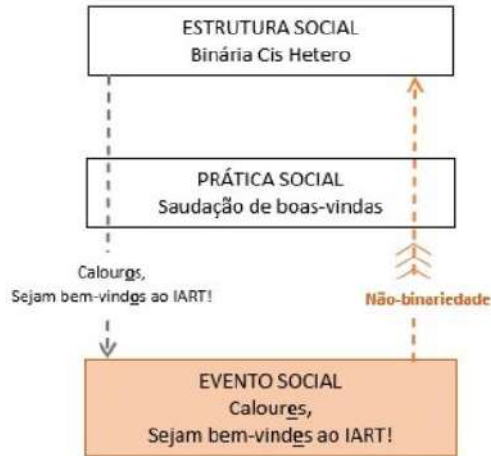 ESTRUTURA SOCIAL
Binária Cis Hetero
PRÁTICA SOCIAL
Saudação de boas-vindas
Calouros,
Sejam bem-vindos ao IART!
Não-binariedade
EVENTO SOCIAL
Caloures,
Sejam bem-vindes ao IART!